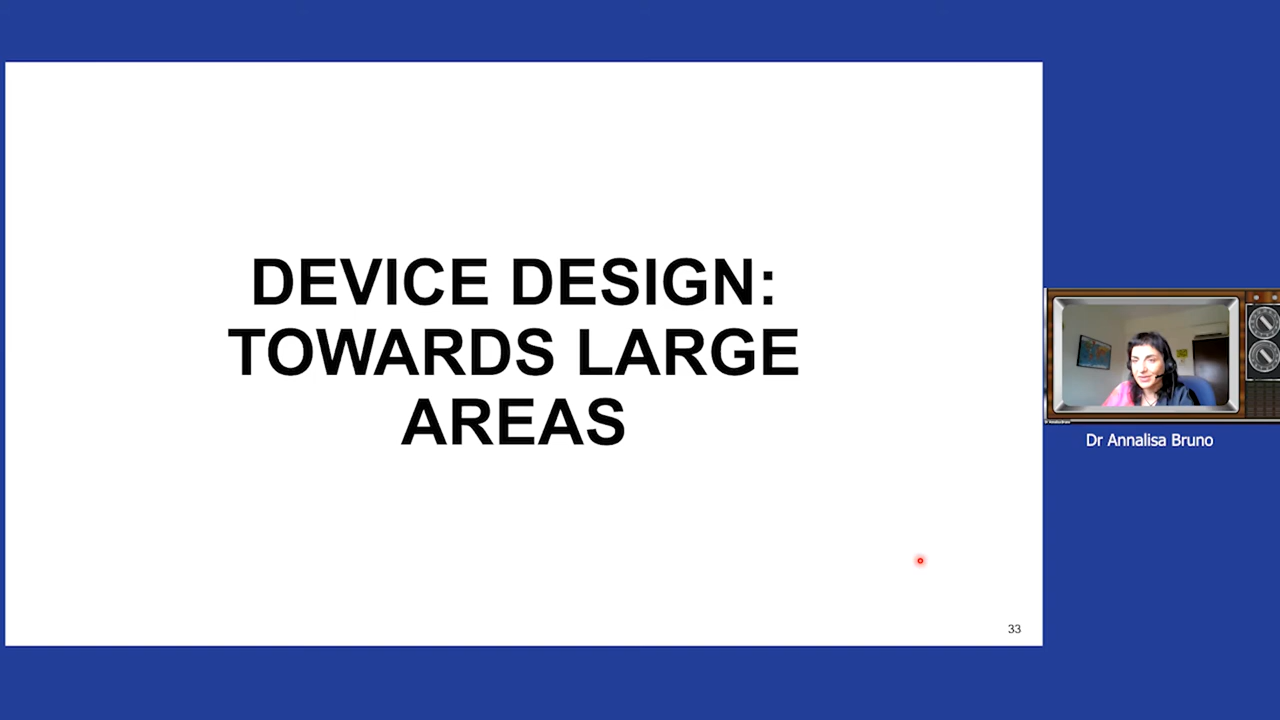 DEVICE DESIGN:
TOWARDS LARGE
AREAS
33
Dr Annalisa Bruno